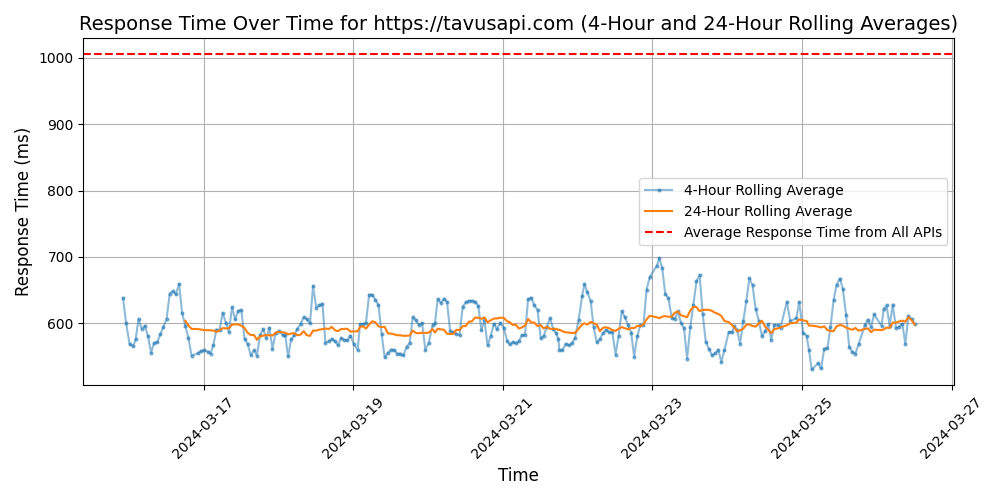 Response Time Over Time for https://tavusapi.com (4-Hour and 24-Hour Rolling Averages)
Response Time (ms)
1000
900
800
700
600
4-Hour Rolling Average
24-Hour Rolling Average
Average Response Time from All APIs
2024-03-17
2024-03-19
2024-03-21
2024-03-23
2024-03-25
2024-03-27
Time